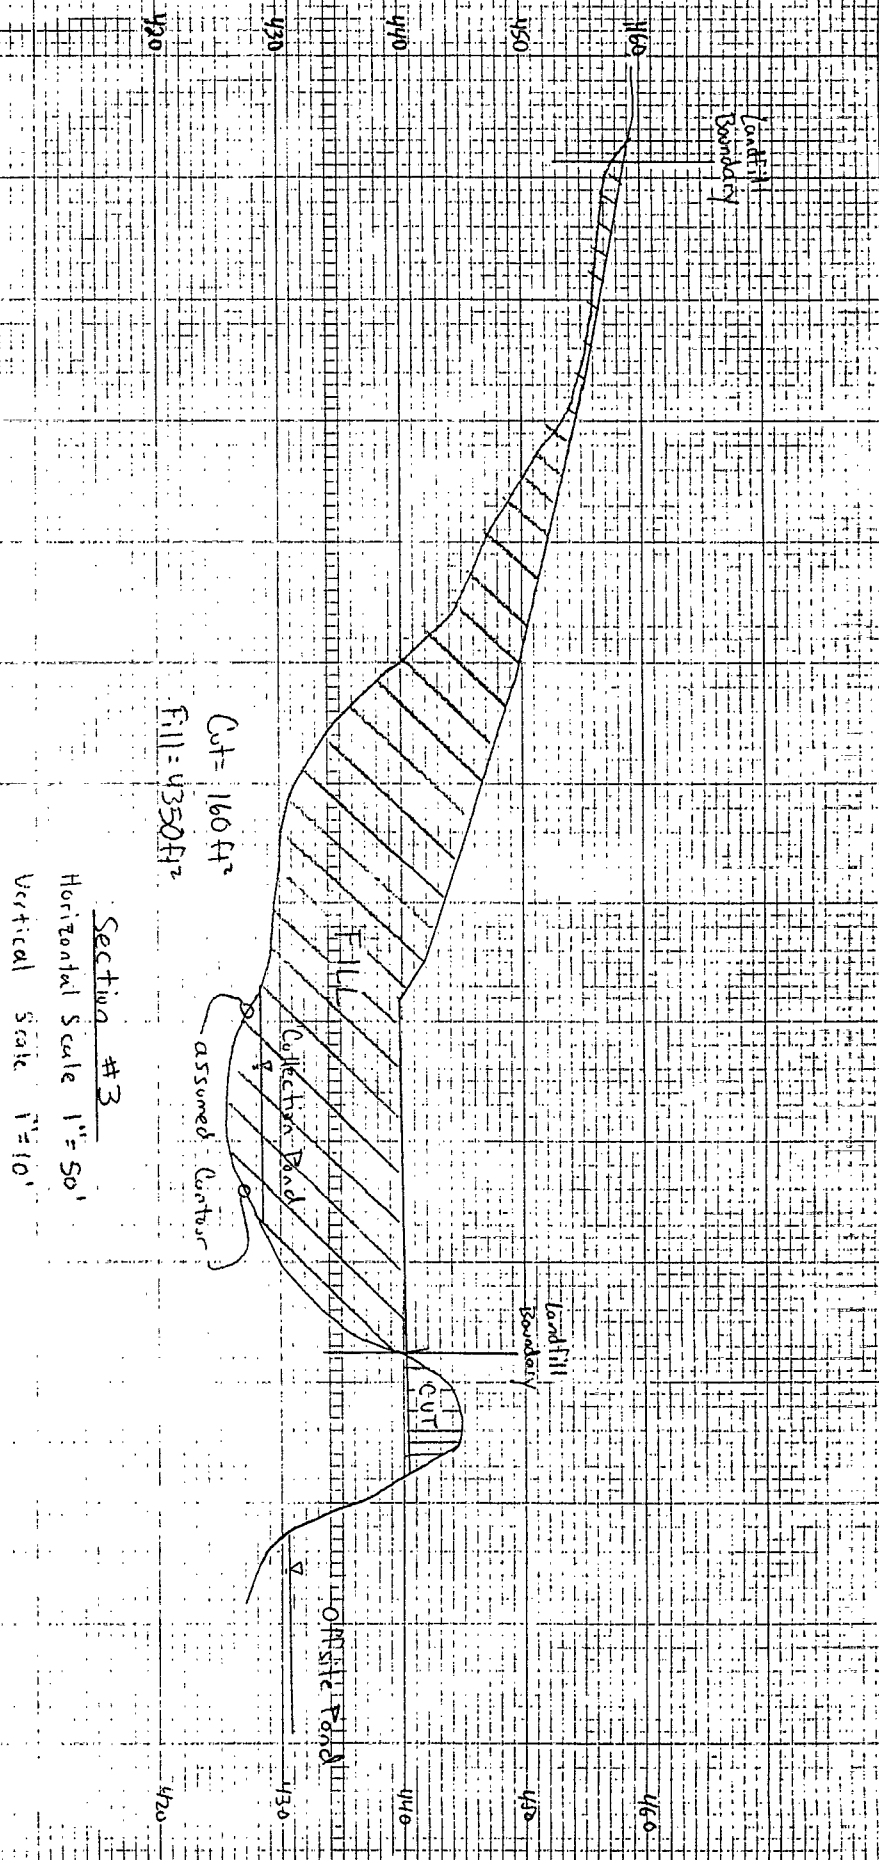 460
450
440
430
420
Landfill
Boundary
Landfill
Boundary
CUT
FILL
Collection Pond
assumed Contour
Offsite Pond
460
450
440
430
420
Cut = 160 ft²
Fill = 4350 ft²
Section #3
Horizontal Scale 1" = 50'
Vertical Scale 1" = 10'